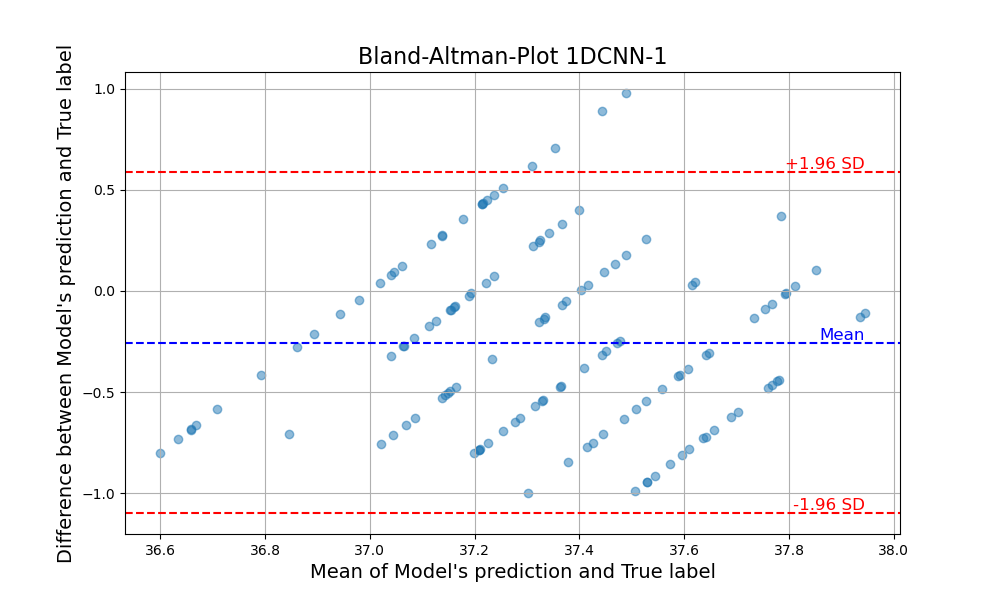 Bland-Altman-Plot 1DCNN-1
Difference between Model's prediction and True label
1.0
0.5
0.0
−0.5
−1.0
+1.96 SD
Mean
-1.96 SD
36.6 36.8 37.0 37.2 37.4 37.6 37.8 38.0
Mean of Model's prediction and True label